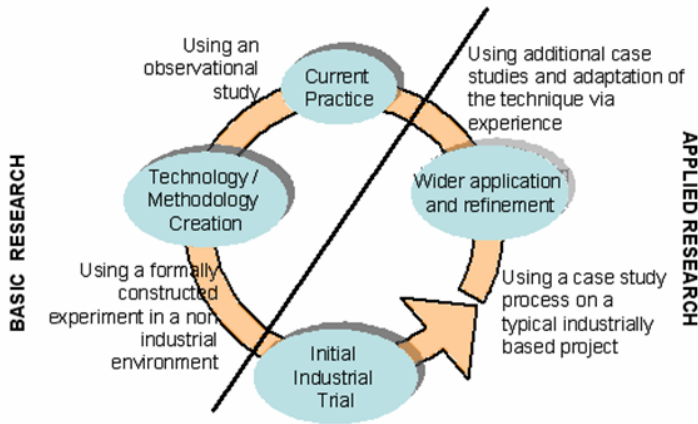 Using an
observational
study
Current
Practice
Using additional case
studies and adaptation of
the technique via
experience
Technology /
Methodology
Creation
Wider application
and refinement
BASIC RESEARCH
APPLIED RESEARCH
Using a formally
constructed
experiment in a non
industrial
environment
Using a case study
process on a
typical industrially
based project
Initial
Industrial
Trial